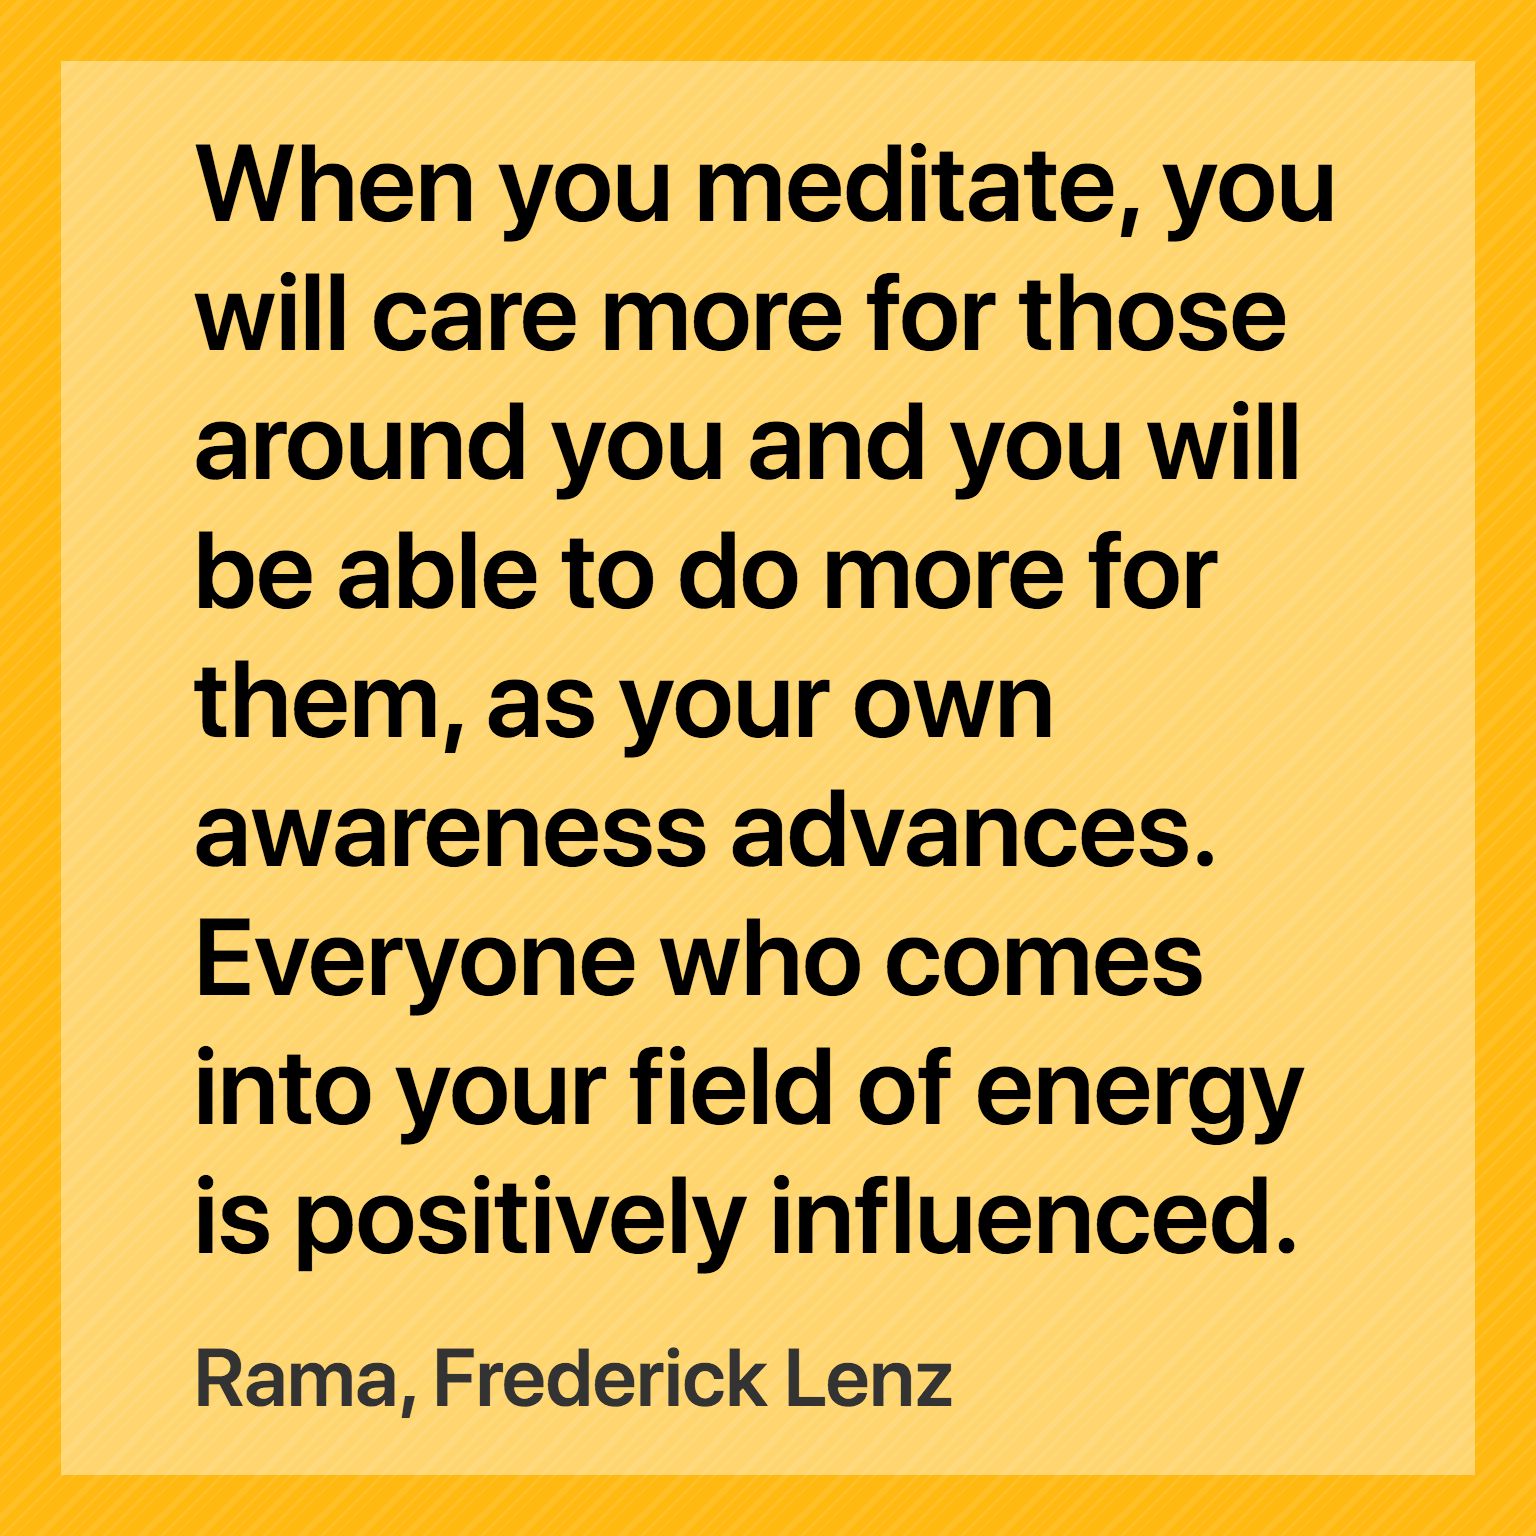 When you meditate, you
will care more for those
around you and you will
be able to do more for
them, as your own
awareness advances.
Everyone who comes
into your field of energy
is positively influenced.
Rama, Frederick Lenz